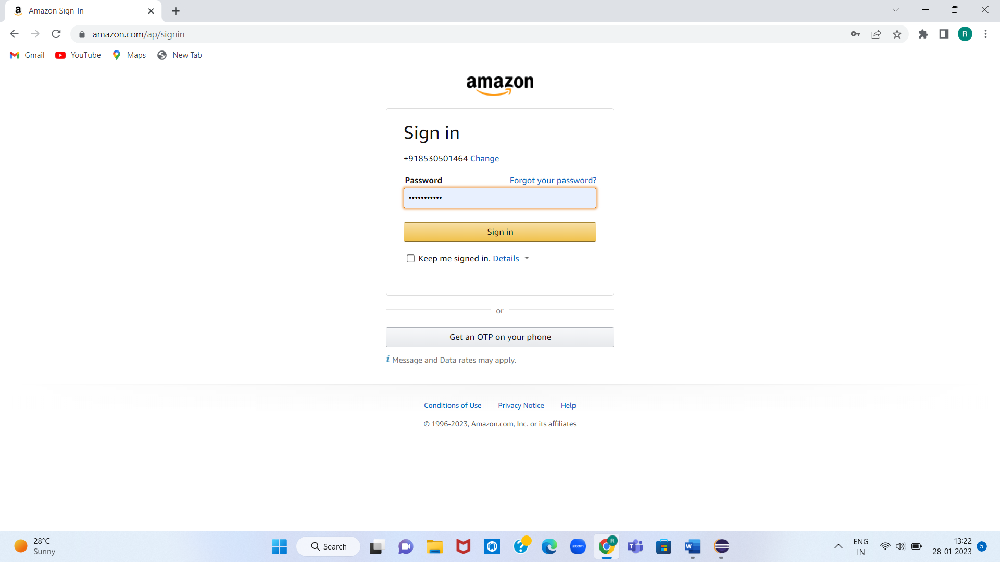 Amazon Sign-In
amazon.com/ap/signin
R
Gmail
YouTube
Maps
New Tab
amazon
Sign in
+918530501464 Change
Password
Forgot your password?
•••••••••••
Sign in
Keep me signed in. Details
or
Get an OTP on your phone
i Message and Data rates may apply.
Conditions of Use
Privacy Notice
Help
© 1996-2023, Amazon.com, Inc. or its affiliates
28°C
Sunny
Search
zoom
R
ENG
IN
13:22
28-01-2023
5